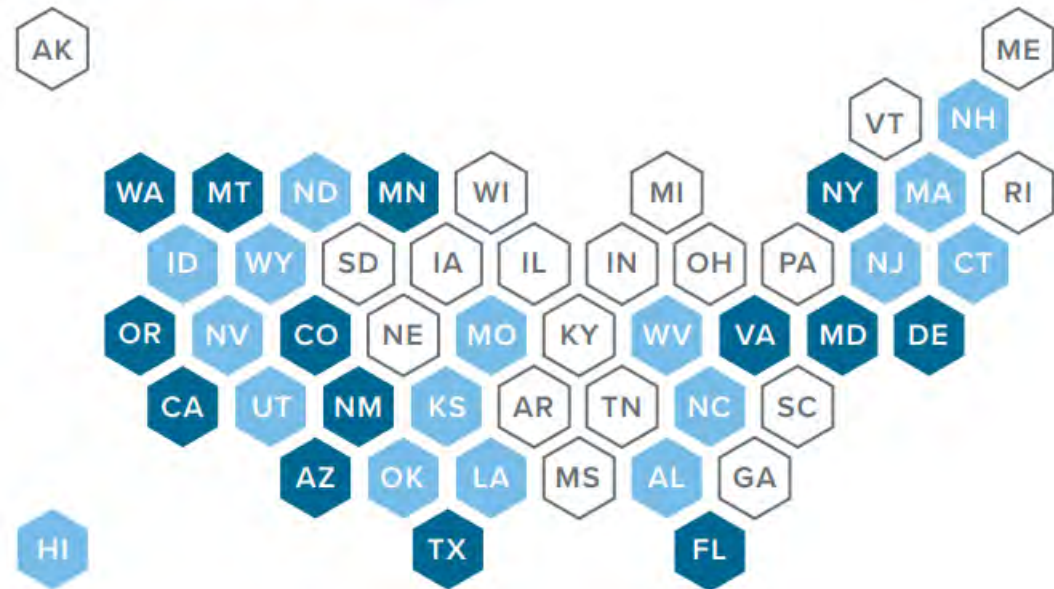 AK ME
VT NH
WA MT ND MN WI MI NY MA RI
ID WY SD IA IL IN OH PA NJ CT
OR NV CO NE MO KY WV VA MD DE
CA UT NM KS AR TN NC SC
AZ OK LA MS AL GA
HI TX FL